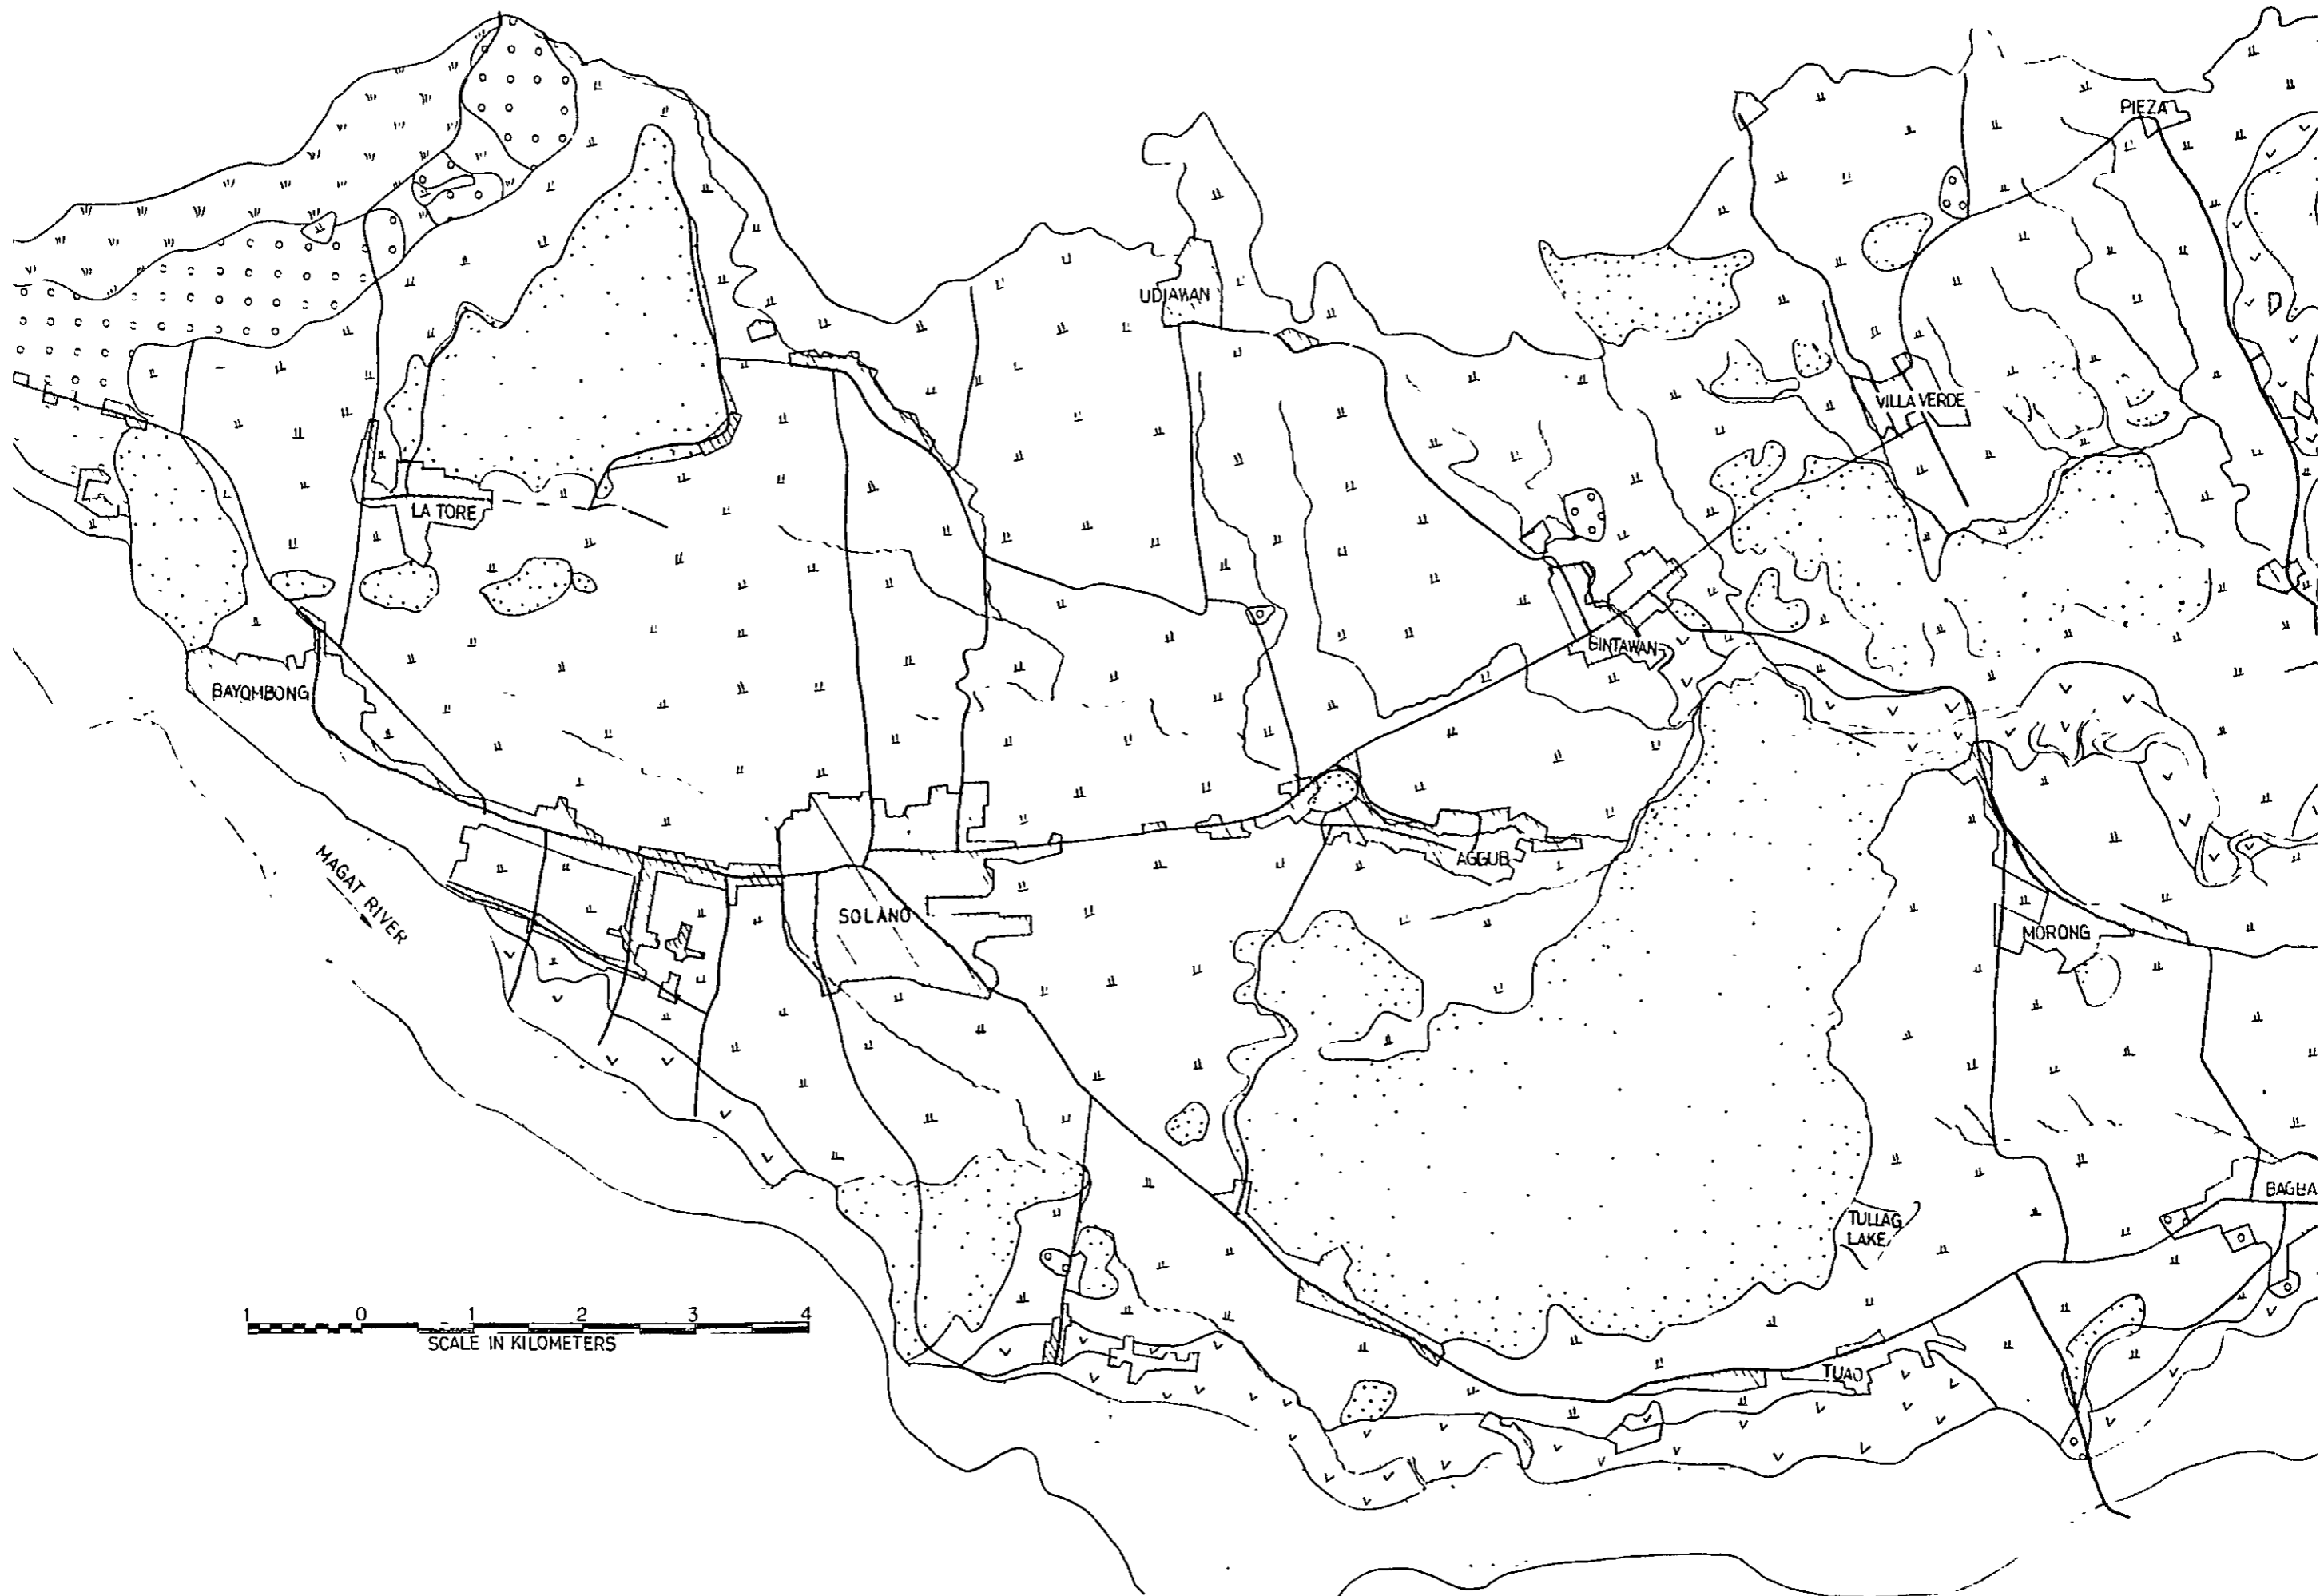 PIEZA
UDIAWAN
VILLA VERDE
LA TORE
BINTAWAN
BAYOMBONG
AGGUB
MAGAT RIVER
SOLANO
MORONG
BAGBA
TULLAG
LAKE
1 0 1 2 3 4
SCALE IN KILOMETERS
TUAO